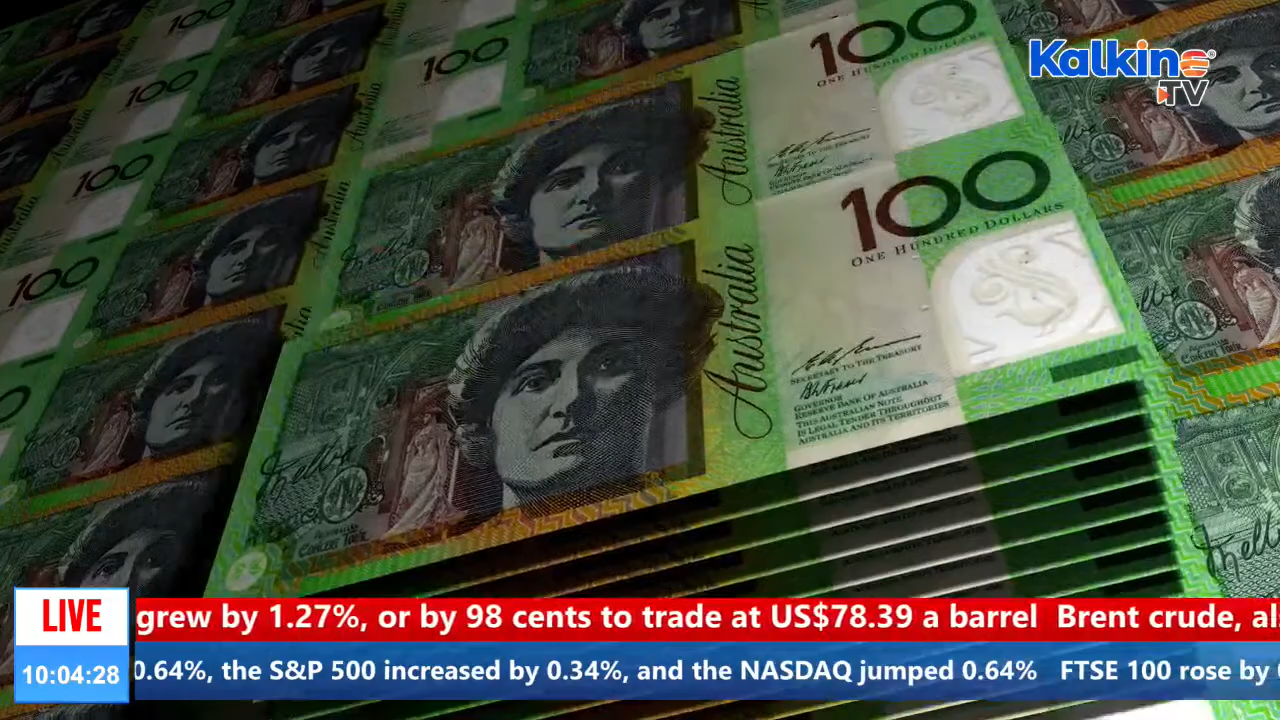 Kalkine
TV
100
ONE HUNDRED DOLLARS
Australia
100
ONE HUNDRED DOLLARS
Australia
SECRETARY TO THE TREASURY
GOVERNOR
RESERVE BANK OF AUSTRALIA
THIS AUSTRALIAN NOTE
IS LEGAL TENDER THROUGHOUT
AUSTRALIA AND ITS TERRITORIES
100
100
100
100
LIVE
grew by 1.27%, or by 98 cents to trade at US$78.39 a barrel Brent crude, al
10:04:28
0.64%, the S&P 500 increased by 0.34%, and the NASDAQ jumped 0.64% FTSE 100 rose by